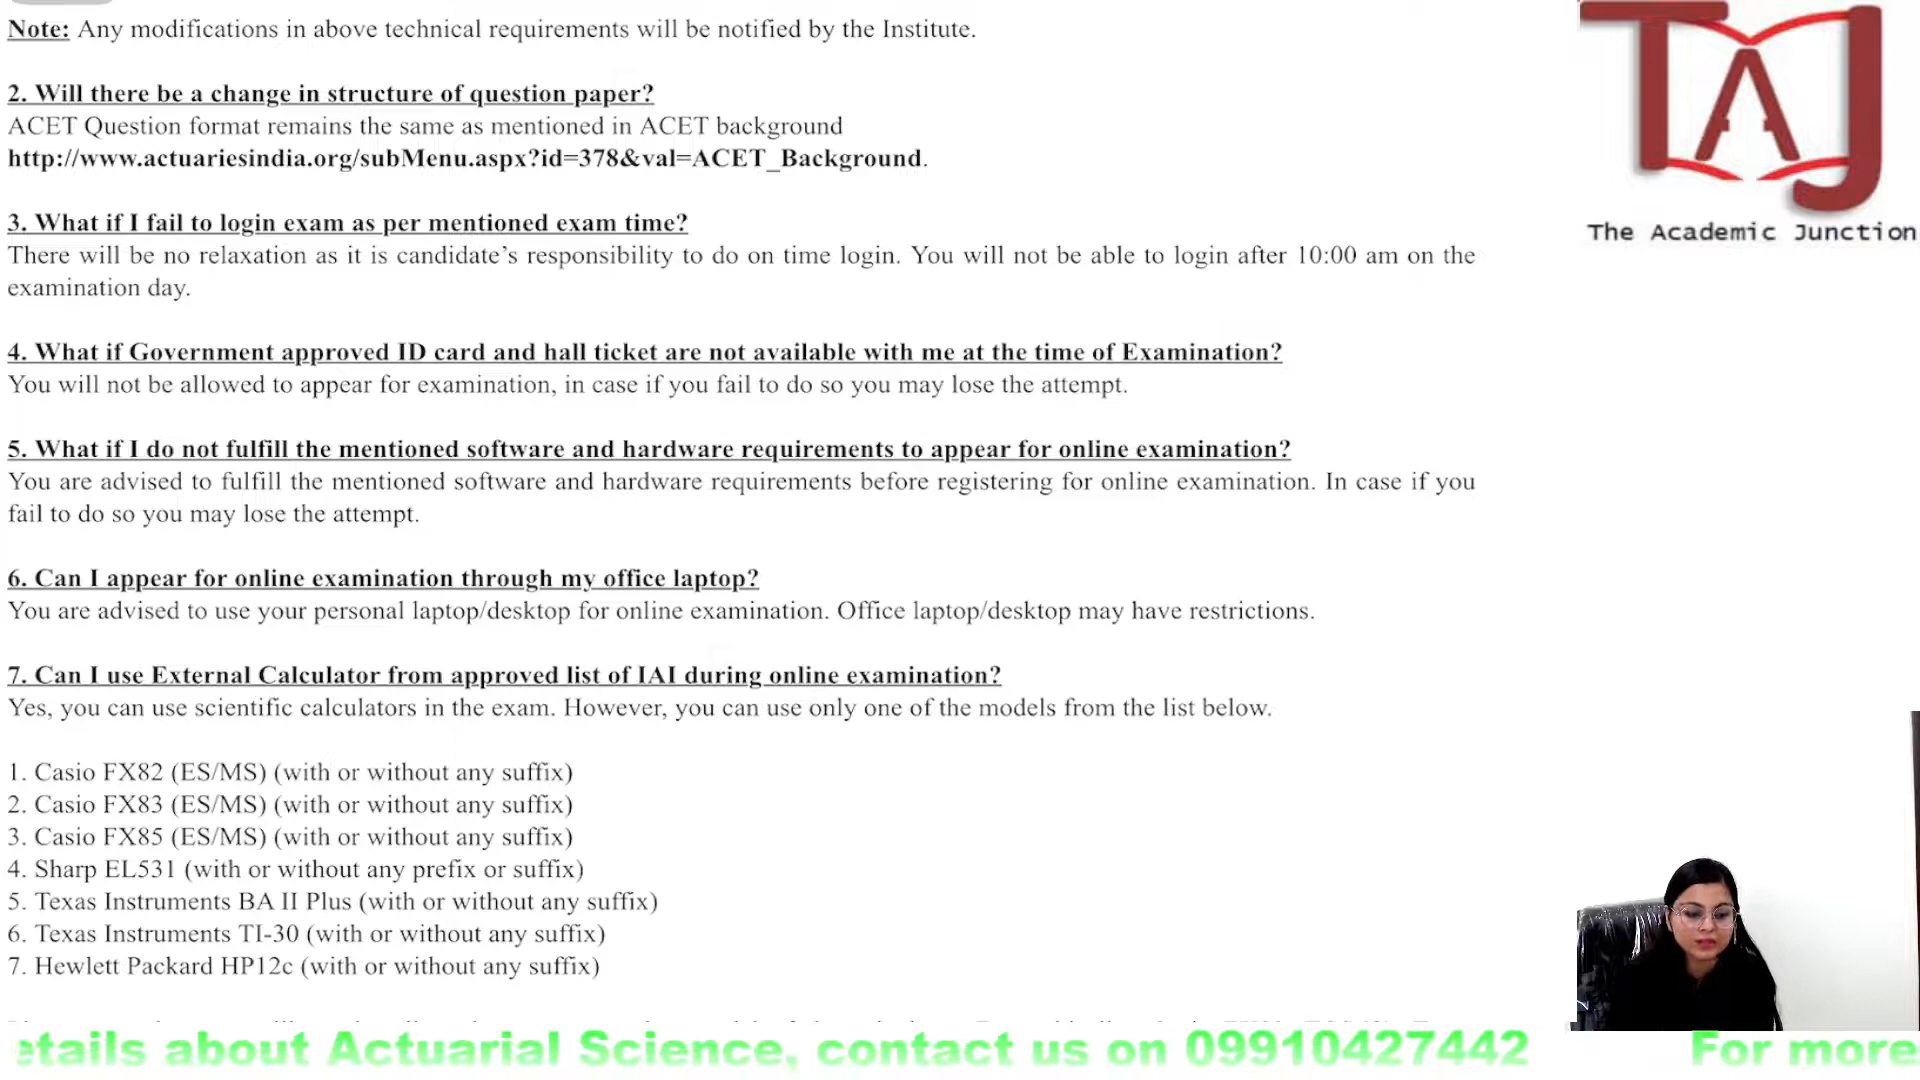 Note: Any modifications in above technical requirements will be notified by the Institute.
2. Will there be a change in structure of question paper?
ACET Question format remains the same as mentioned in ACET background
http://www.actuariesindia.org/subMenu.aspx?id=378&val=ACET_Background.
3. What if I fail to login exam as per mentioned exam time?
There will be no relaxation as it is candidate’s responsibility to do on time login. You will not be able to login after 10:00 am on the
examination day.
4. What if Government approved ID card and hall ticket are not available with me at the time of Examination?
You will not be allowed to appear for examination, in case if you fail to do so you may lose the attempt.
5. What if I do not fulfill the mentioned software and hardware requirements to appear for online examination?
You are advised to fulfill the mentioned software and hardware requirements before registering for online examination. In case if you
fail to do so you may lose the attempt.
6. Can I appear for online examination through my office laptop?
You are advised to use your personal laptop/desktop for online examination. Office laptop/desktop may have restrictions.
7. Can I use External Calculator from approved list of IAI during online examination?
Yes, you can use scientific calculators in the exam. However, you can use only one of the models from the list below.
1. Casio FX82 (ES/MS) (with or without any suffix)
2. Casio FX83 (ES/MS) (with or without any suffix)
3. Casio FX85 (ES/MS) (with or without any suffix)
4. Sharp EL531 (with or without any prefix or suffix)
5. Texas Instruments BA II Plus (with or without any suffix)
6. Texas Instruments TI-30 (with or without any suffix)
7. Hewlett Packard HP12c (with or without any suffix)
TAJ
The Academic Junction
etails about Actuarial Science, contact us on 09910427442 For more